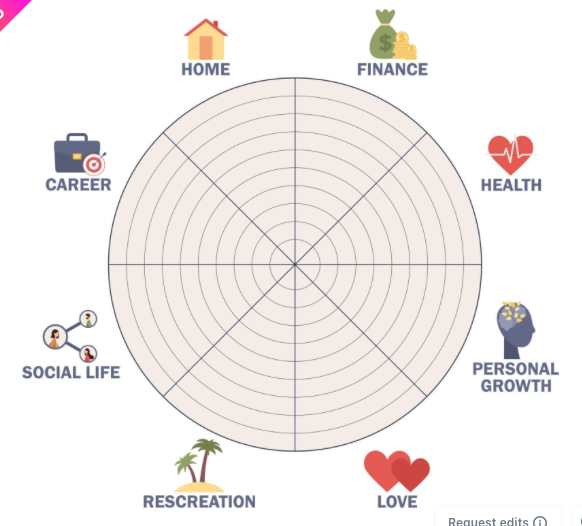 HOME
FINANCE
CAREER
HEALTH
SOCIAL LIFE
PERSONAL
GROWTH
RESCREATION
LOVE
Request edits